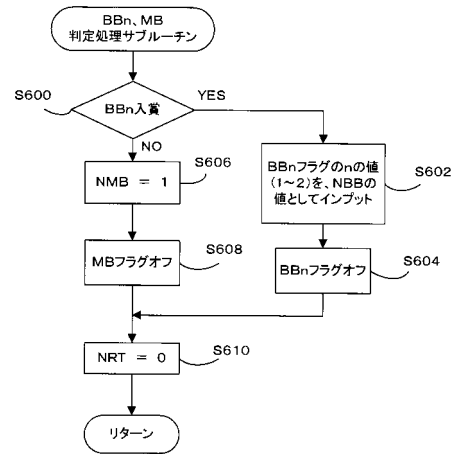 BBn、MB
判定処理サブルーチン
S600
BBn入賞
YES
NO
S606
NMB = 1
BBnフラグのnの値
(1~2)を、NBBの
値としてインプット
S602
S608
MBフラグオフ
S604
BBnフラグオフ
S610
NRT = 0
リターン